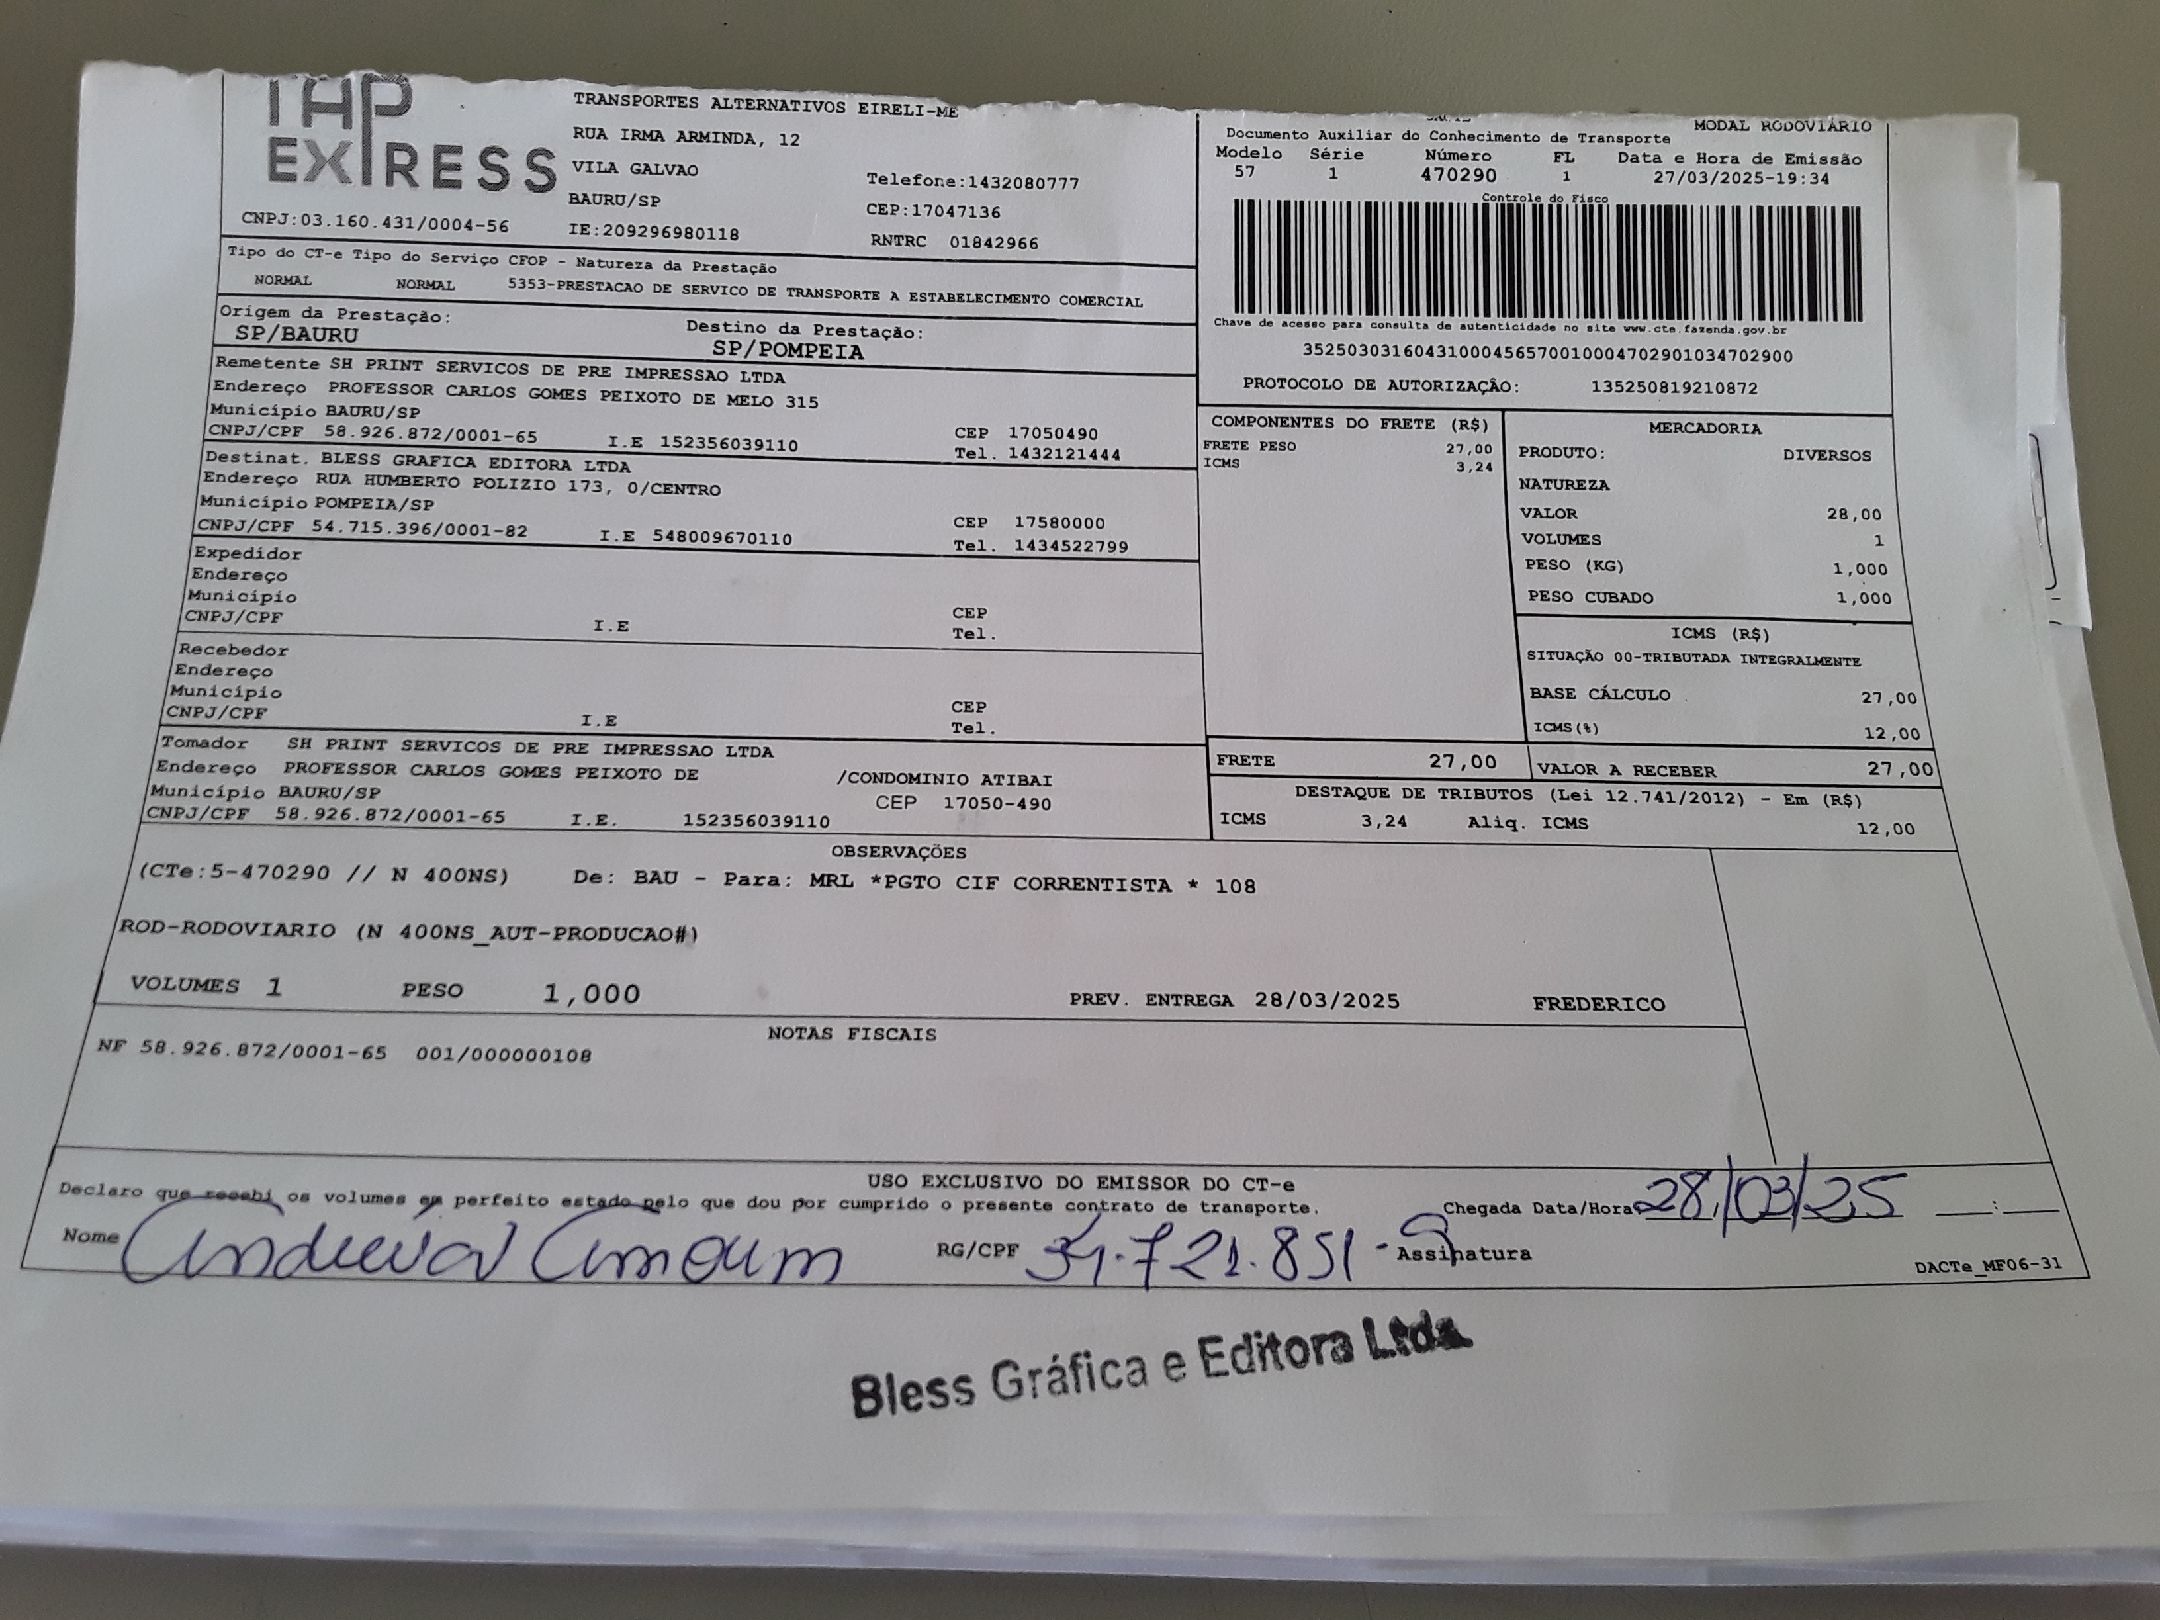 TAP
EXPRESS
CNPJ:03.160.431/0004-56
TRANSPORTES ALTERNATIVOS EIRELI-ME
RUA IRMA ARMINDA, 12
VILA GALVAO
BAURU/SP
IE:209296980118
Telefone:1432080777
CEP:17047136
RNTRC 01842966
MODAL RODOVIÁRIO
Documento Auxiliar do Conhecimento de Transporte
Modelo Série Número FL Data e Hora de Emissão
57 1 470290 1 27/03/2025-19:34
Controle do Fisco
Chave de acesso para consulta de autenticidade no site www.cte.fazenda.gov.br
35250303160431000456570010004702901034702900
PROTOCOLO DE AUTORIZAÇÃO: 135250819210872
Tipo do CT-e Tipo do Serviço CFOP - Natureza da Prestação
NORMAL NORMAL 5353-PRESTACAO DE SERVICO DE TRANSPORTE A ESTABELECIMENTO COMERCIAL
Origem da Prestação: Destino da Prestação:
SP/BAURU SP/POMPEIA
Remetente SH PRINT SERVICOS DE PRE IMPRESSAO LTDA
Endereço PROFESSOR CARLOS GOMES PEIXOTO DE MELO 315
Município BAURU/SP CEP 17050490
CNPJ/CPF 58.926.872/0001-65 I.E 152356039110 Tel. 1432121444
Destinat. BLESS GRAFICA EDITORA LTDA
Endereço RUA HUMBERTO POLIZIO 173, 0/CENTRO
Município POMPEIA/SP CEP 17580000
CNPJ/CPF 54.715.396/0001-82 I.E 548009670110 Tel. 1434522799
Expedidor
Endereço
Município CEP
CNPJ/CPF I.E Tel.
Recebedor
Endereço
Município CEP
CNPJ/CPF I.E Tel.
Tomador SH PRINT SERVICOS DE PRE IMPRESSAO LTDA
Endereço PROFESSOR CARLOS GOMES PEIXOTO DE /CONDOMINIO ATIBAI
Município BAURU/SP CEP 17050-490
CNPJ/CPF 58.926.872/0001-65 I.E. 152356039110
COMPONENTES DO FRETE (R$)
FRETE PESO 27,00
ICMS 3,24
MERCADORIA
PRODUTO: DIVERSOS
NATUREZA
VALOR 28,00
VOLUMES 1
PESO (KG) 1,000
PESO CUBADO 1,000
ICMS (R$)
SITUAÇÃO 00-TRIBUTADA INTEGRALMENTE
BASE CÁLCULO 27,00
ICMS(%) 12,00
FRETE 27,00 VALOR A RECEBER 27,00
DESTAQUE DE TRIBUTOS (Lei 12.741/2012) - Em (R$)
ICMS 3,24 Aliq. ICMS 12,00
OBSERVAÇÕES
(CTe:5-470290 // N 400NS) De: BAU - Para: MRL *PGTO CIF CORRENTISTA * 108
ROD-RODOVIARIO (N 400NS_AUT-PRODUCAO#)
VOLUMES 1 PESO 1,000 PREV. ENTREGA 28/03/2025 FREDERICO
NOTAS FISCAIS
NF 58.926.872/0001-65 001/000000108
USO EXCLUSIVO DO EMISSOR DO CT-e
Declaro que recebi os volumes em perfeito estado pelo que dou por cumprido o presente contrato de transporte.
Chegada Data/Hora 28/03/25 __:__
Nome RG/CPF 34.721.851- Assinatura
DACTe_MF06-31
Bless Gráfica e Editora Ltda.